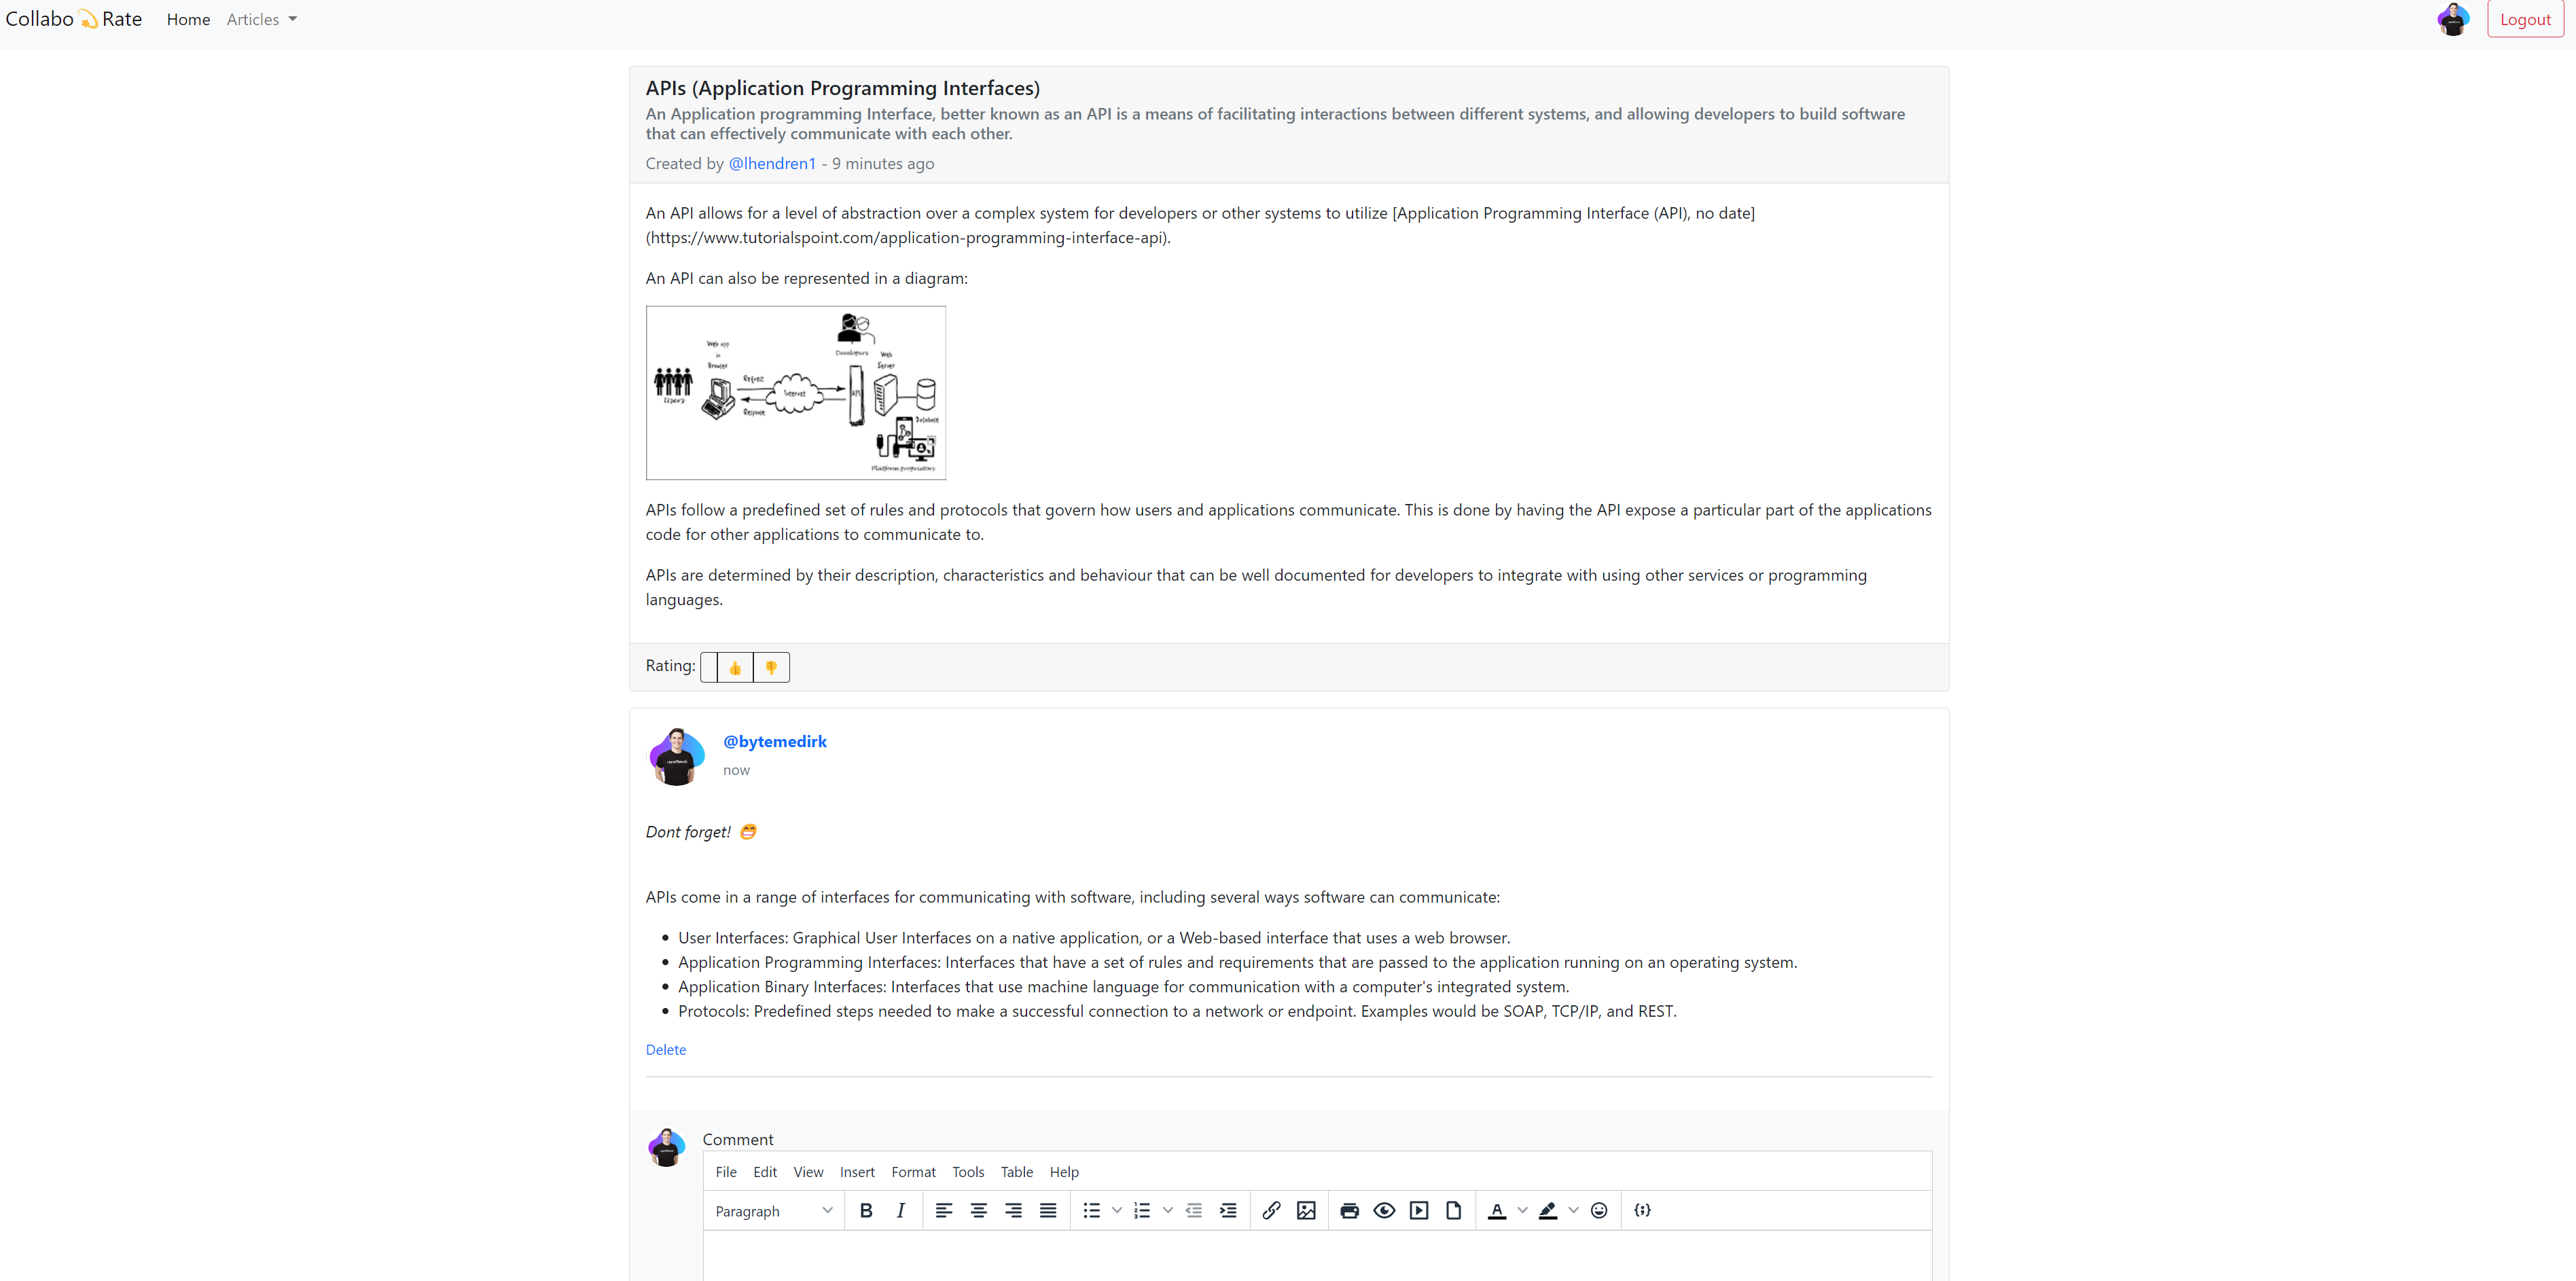 Collabo💫Rate Home Articles Logout
APIs (Application Programming Interfaces)
An Application programming Interface, better known as an API is a means of facilitating interactions between different systems, and allowing developers to build software
that can effectively communicate with each other.
Created by @lhendren1 - 9 minutes ago
An API allows for a level of abstraction over a complex system for developers or other systems to utilize [Application Programming Interface (API), no date]
(https://www.tutorialspoint.com/application-programming-interface-api).
An API can also be represented in a diagram:
Web app
in
Browser
Users
Request
Response
Internet
Developers
API
Web
Server
Database
Platform proprietors
APIs follow a predefined set of rules and protocols that govern how users and applications communicate. This is done by having the API expose a particular part of the applications
code for other applications to communicate to.
APIs are determined by their description, characteristics and behaviour that can be well documented for developers to integrate with using other services or programming
languages.
Rating: 👍 👎
@bytemedirk
now
Dont forget! 😁
APIs come in a range of interfaces for communicating with software, including several ways software can communicate:
• User Interfaces: Graphical User Interfaces on a native application, or a Web-based interface that uses a web browser.
• Application Programming Interfaces: Interfaces that have a set of rules and requirements that are passed to the application running on an operating system.
• Application Binary Interfaces: Interfaces that use machine language for communication with a computer's integrated system.
• Protocols: Predefined steps needed to make a successful connection to a network or endpoint. Examples would be SOAP, TCP/IP, and REST.
Delete
Comment
File Edit View Insert Format Tools Table Help
Paragraph B I A